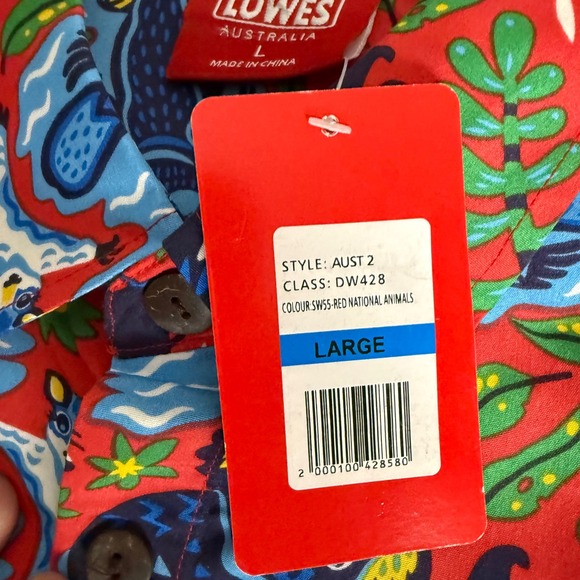 LOWES
AUSTRALIA
L
MADE IN CHINA
STYLE: AUST 2
CLASS: DW428
COLOUR:SW55-RED NATIONAL ANIMALS
LARGE
2 000100 428580